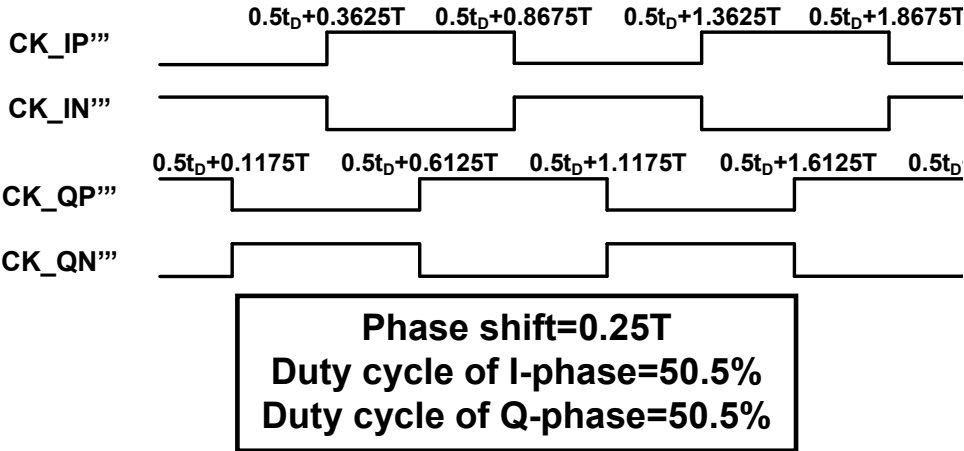 0.5tD+0.3625T 0.5tD+0.8675T 0.5tD+1.3625T 0.5tD+1.8675T
CK_IP'''
CK_IN'''
0.5tD+0.1175T 0.5tD+0.6125T 0.5tD+1.1175T 0.5tD+1.6125T 0.5tD
CK_QP'''
CK_QN'''
Phase shift=0.25T
Duty cycle of I-phase=50.5%
Duty cycle of Q-phase=50.5%